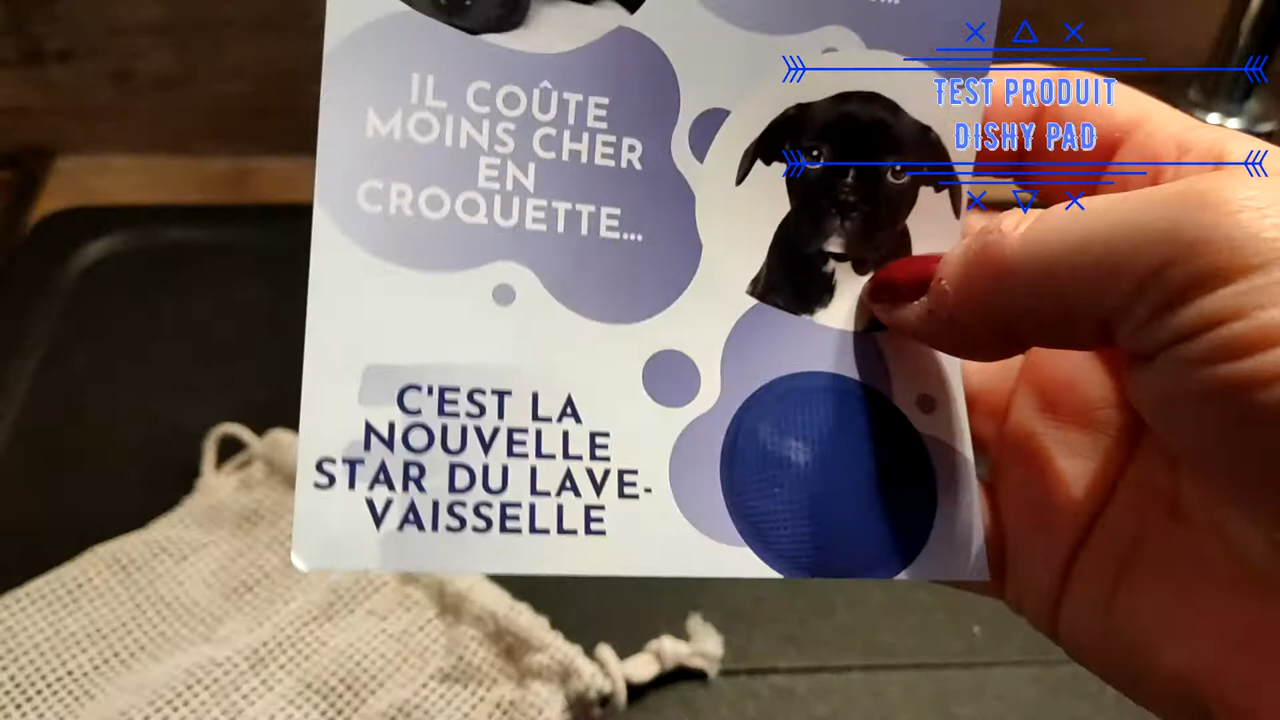 TEST PRODUIT
DISHY PAD
IL COÛTE
MOINS CHER
EN
CROQUETTE...
C'EST LA
NOUVELLE
STAR DU LAVE-
VAISSELLE